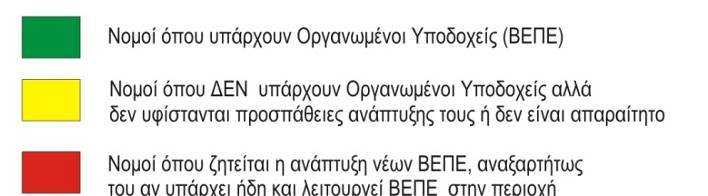 Νομοί όπου υπάρχουν Οργανωμένοι Υποδοχείς (ΒΕΠΕ)
Νομοί όπου ΔΕΝ υπάρχουν Οργανωμένοι Υποδοχείς αλλά
δεν υφίστανται προσπάθειες ανάπτυξης τους ή δεν είναι απαραίτητο
Νομοί όπου ζητείται η ανάπτυξη νέων ΒΕΠΕ, αναξαρτήτως
του αν υπάρχει ήδη και λειτουργεί ΒΕΠΕ στην περιοχή